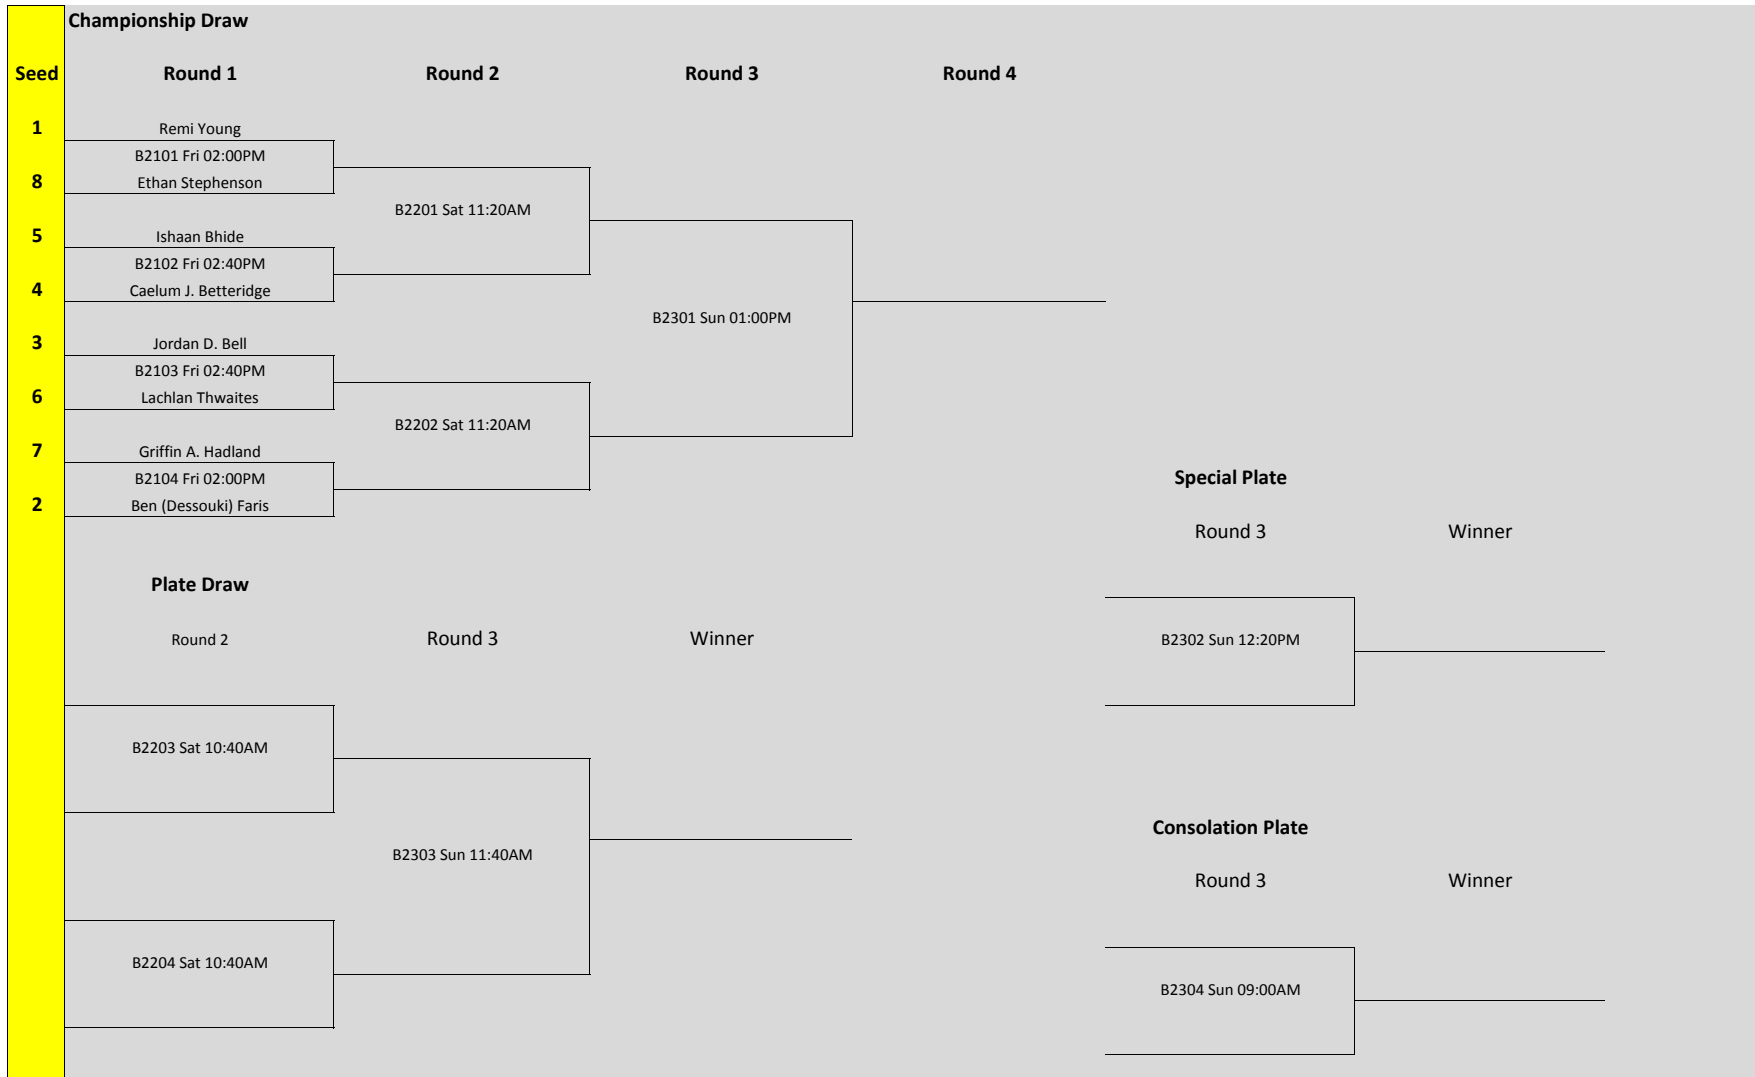 Championship Draw
Seed Round 1 Round 2 Round 3 Round 4
1 Remi Young
B2101 Fri 02:00PM
8 Ethan Stephenson
B2201 Sat 11:20AM
5 Ishaan Bhide
B2102 Fri 02:40PM
4 Caelum J. Betteridge
B2301 Sun 01:00PM
3 Jordan D. Bell
B2103 Fri 02:40PM
6 Lachlan Thwaites
B2202 Sat 11:20AM
7 Griffin A. Hadland
B2104 Fri 02:00PM
2 Ben (Dessouki) Faris
Special Plate
Round 3 Winner
B2302 Sun 12:20PM
Plate Draw
Round 2 Round 3 Winner
B2203 Sat 10:40AM
B2303 Sun 11:40AM
B2204 Sat 10:40AM
Consolation Plate
Round 3 Winner
B2304 Sun 09:00AM